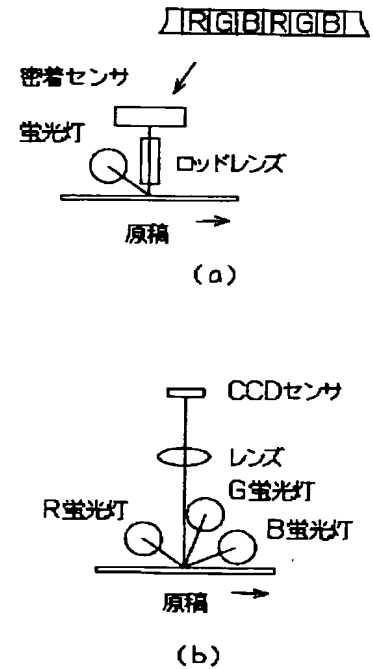 RGBRGB
密着センサ
蛍光灯
ロッドレンズ
原稿
(a)
CCDセンサ
レンズ
G蛍光灯
R蛍光灯
B蛍光灯
原稿
(b)